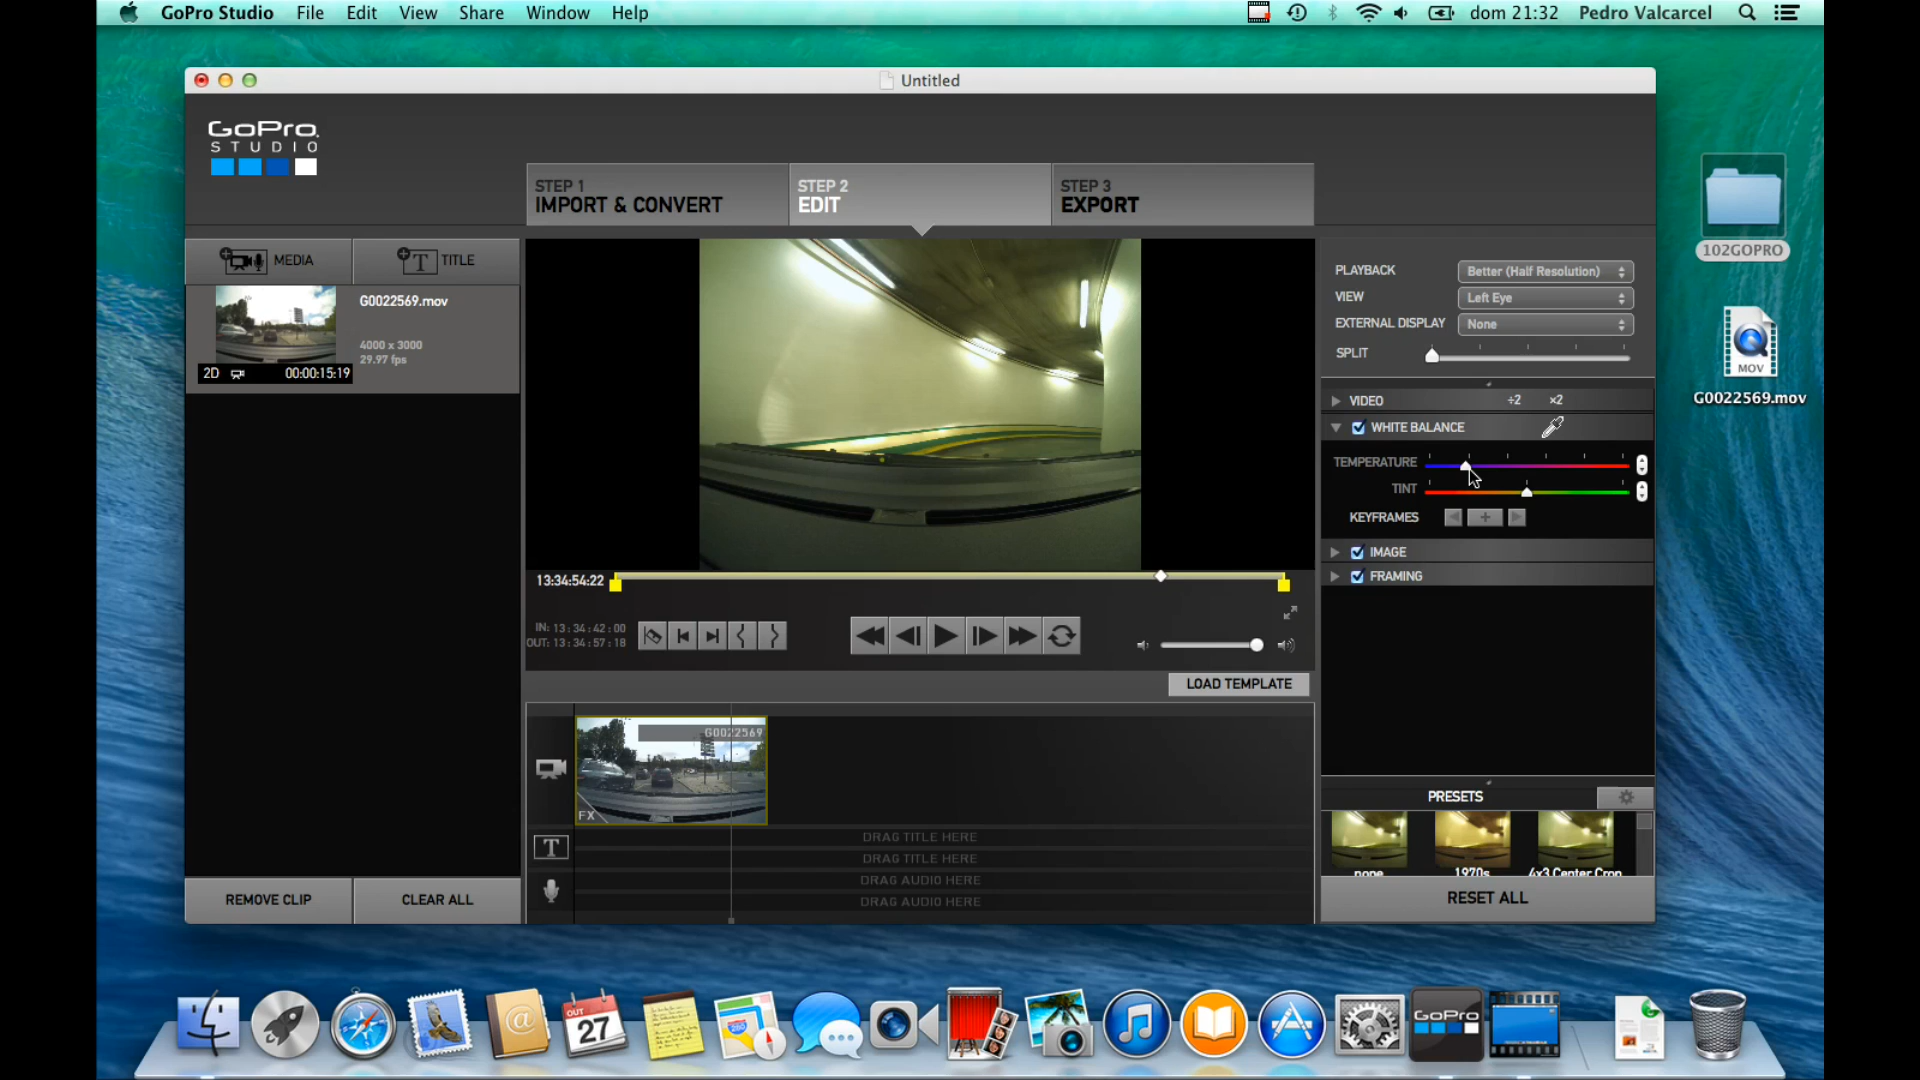 GoPro Studio File Edit View Share Window Help dom 21:32 Pedro Valcarcel
Untitled
GoPro
STUDIO
STEP 1
IMPORT & CONVERT
STEP 2
EDIT
STEP 3
EXPORT
MEDIA
TITLE
G0022569.mov
4000 x 3000
29.97 fps
2D 00:00:15:19
REMOVE CLIP
CLEAR ALL
13:34:54:22
IN: 13:34:42:00
OUT: 13:34:57:18
LOAD TEMPLATE
G0022569
FX
T
DRAG TITLE HERE
DRAG TITLE HERE
DRAG AUDIO HERE
DRAG AUDIO HERE
PLAYBACK Better (Half Resolution)
VIEW Left Eye
EXTERNAL DISPLAY None
SPLIT
VIDEO ÷2 ×2
WHITE BALANCE
TEMPERATURE
TINT
KEYFRAMES
IMAGE
FRAMING
PRESETS
none 1970s 4x3 Center Crop
RESET ALL
102GOPRO
MOV
G0022569.mov
OUT
27
280
GoPro